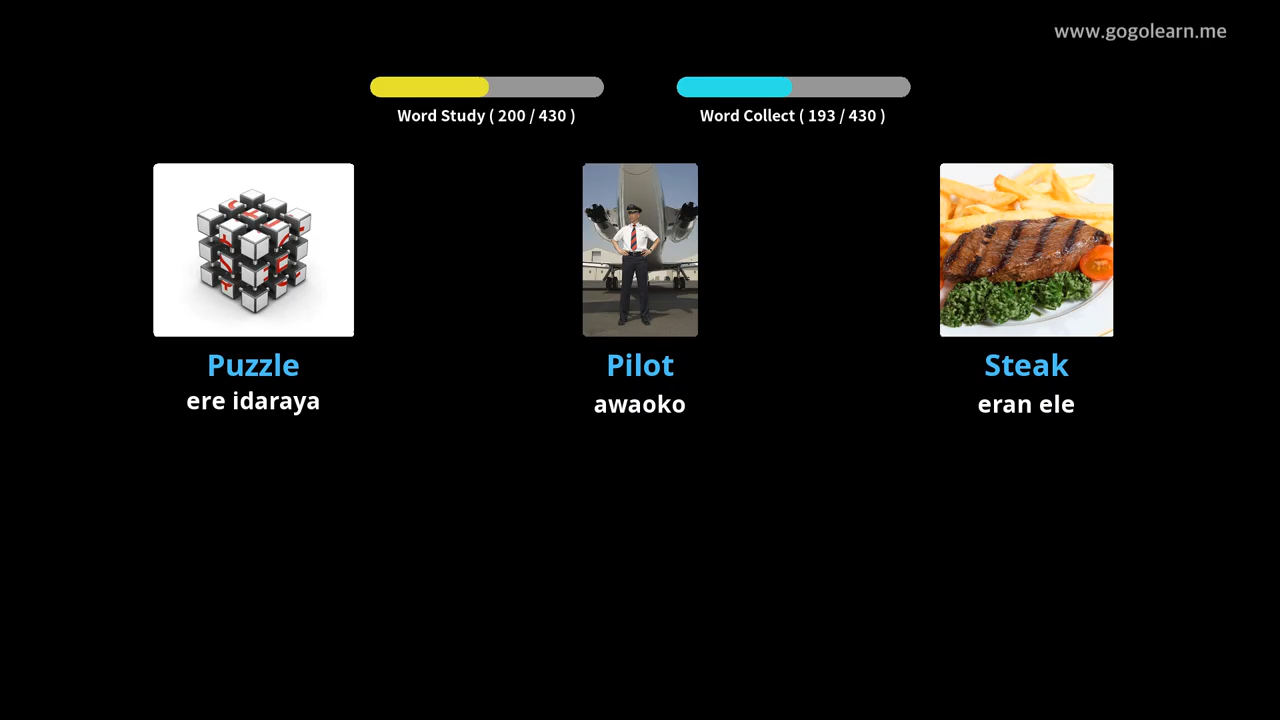 www.gogolearn.me
Word Study ( 200 / 430 )
Word Collect ( 193 / 430 )
Puzzle
ere idaraya
Pilot
awaoko
Steak
eran ele